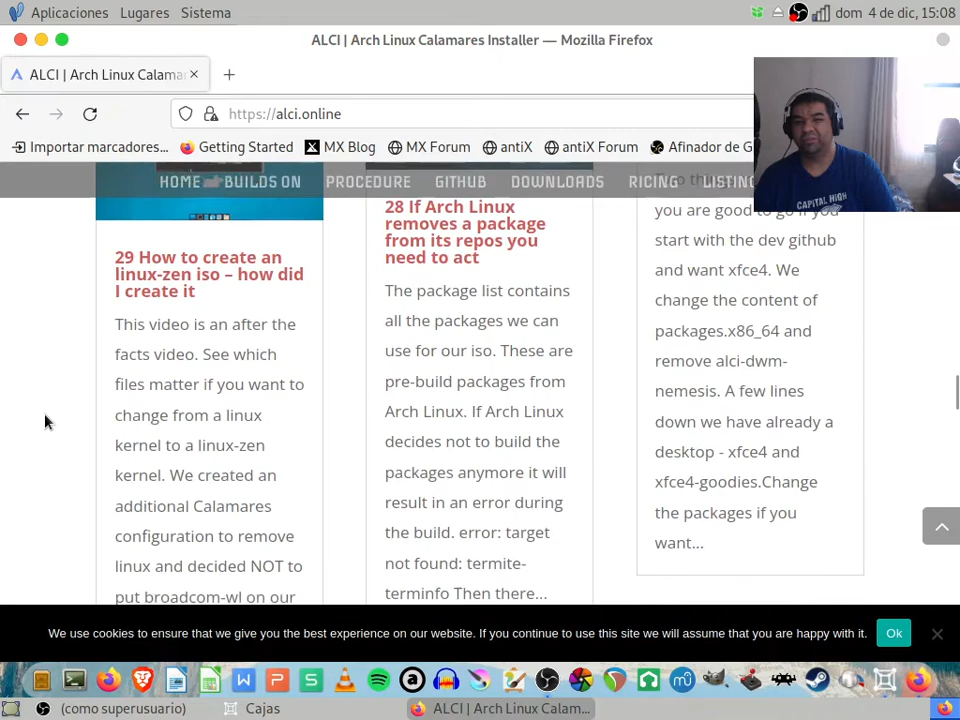 Aplicaciones Lugares Sistema dom 4 de dic, 15:08
ALCI | Arch Linux Calamares Installer — Mozilla Firefox
ALCI | Arch Linux Calama
https://alci.online
Importar marcadores... Getting Started MX Blog MX Forum antiX antiX Forum Afinador de G
HOME BUILDS ON PROCEDURE GITHUB DOWNLOADS RICING LISTING
CAPITAL HIGH
29 How to create an
linux-zen iso – how did
I create it
This video is an after the
facts video. See which
files matter if you want to
change from a linux
kernel to a linux-zen
kernel. We created an
additional Calamares
configuration to remove
linux and decided NOT to
put broadcom-wl on our
28 If Arch Linux
removes a package
from its repos you
need to act
The package list contains
all the packages we can
use for our iso. These are
pre-build packages from
Arch Linux. If Arch Linux
decides not to build the
packages anymore it will
result in an error during
the build. error: target
not found: termite-
terminfo Then there...
Two things
you are good to go if you
start with the dev github
and want xfce4. We
change the content of
packages.x86_64 and
remove alci-dwm-
nemesis. A few lines
down we have already a
desktop - xfce4 and
xfce4-goodies.Change
the packages if you
want...
We use cookies to ensure that we give you the best experience on our website. If you continue to use this site we will assume that you are happy with it. Ok
(como superusuario) Cajas ALCI | Arch Linux Calam...